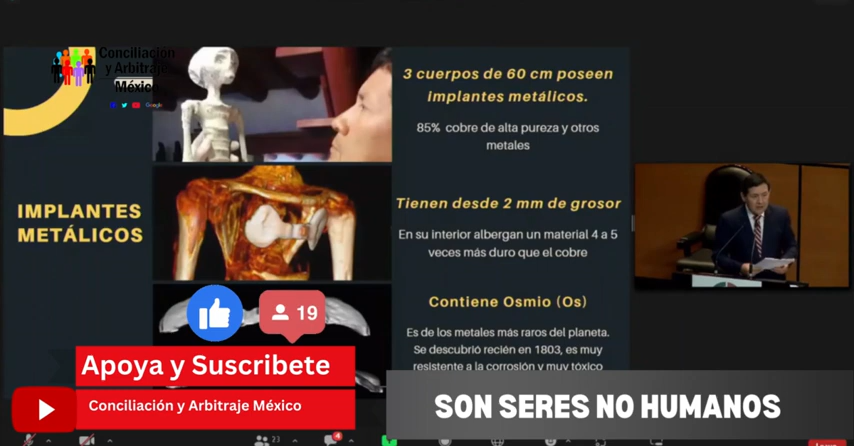 Conciliación
y Arbitraje
México
Google
3 cuerpos de 60 cm poseen
implantes metálicos.
85% cobre de alta pureza y otros
metales
IMPLANTES
METÁLICOS
Tienen desde 2 mm de grosor
En su interior albergan un material 4 a 5
veces más duro que el cobre
Contiene Osmio (Os)
Es de los metales más raros del planeta.
Se descubrió recién en 1803, es muy
resistente a la corrosión y muy tóxico
19
Apoya y Suscribete
Conciliación y Arbitraje México
SON SERES NO HUMANOS
23
4